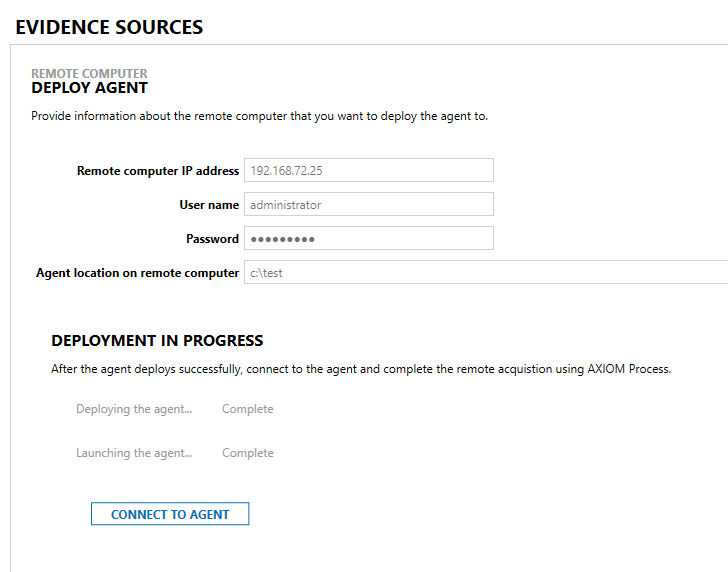 EVIDENCE SOURCES
REMOTE COMPUTER
DEPLOY AGENT
Provide information about the remote computer that you want to deploy the agent to.
Remote computer IP address 192.168.72.25
User name administrator
Password ●●●●●●●●●
Agent location on remote computer c:\test
DEPLOYMENT IN PROGRESS
After the agent deploys successfully, connect to the agent and complete the remote acquistion using AXIOM Process.
Deploying the agent... Complete
Launching the agent... Complete
CONNECT TO AGENT